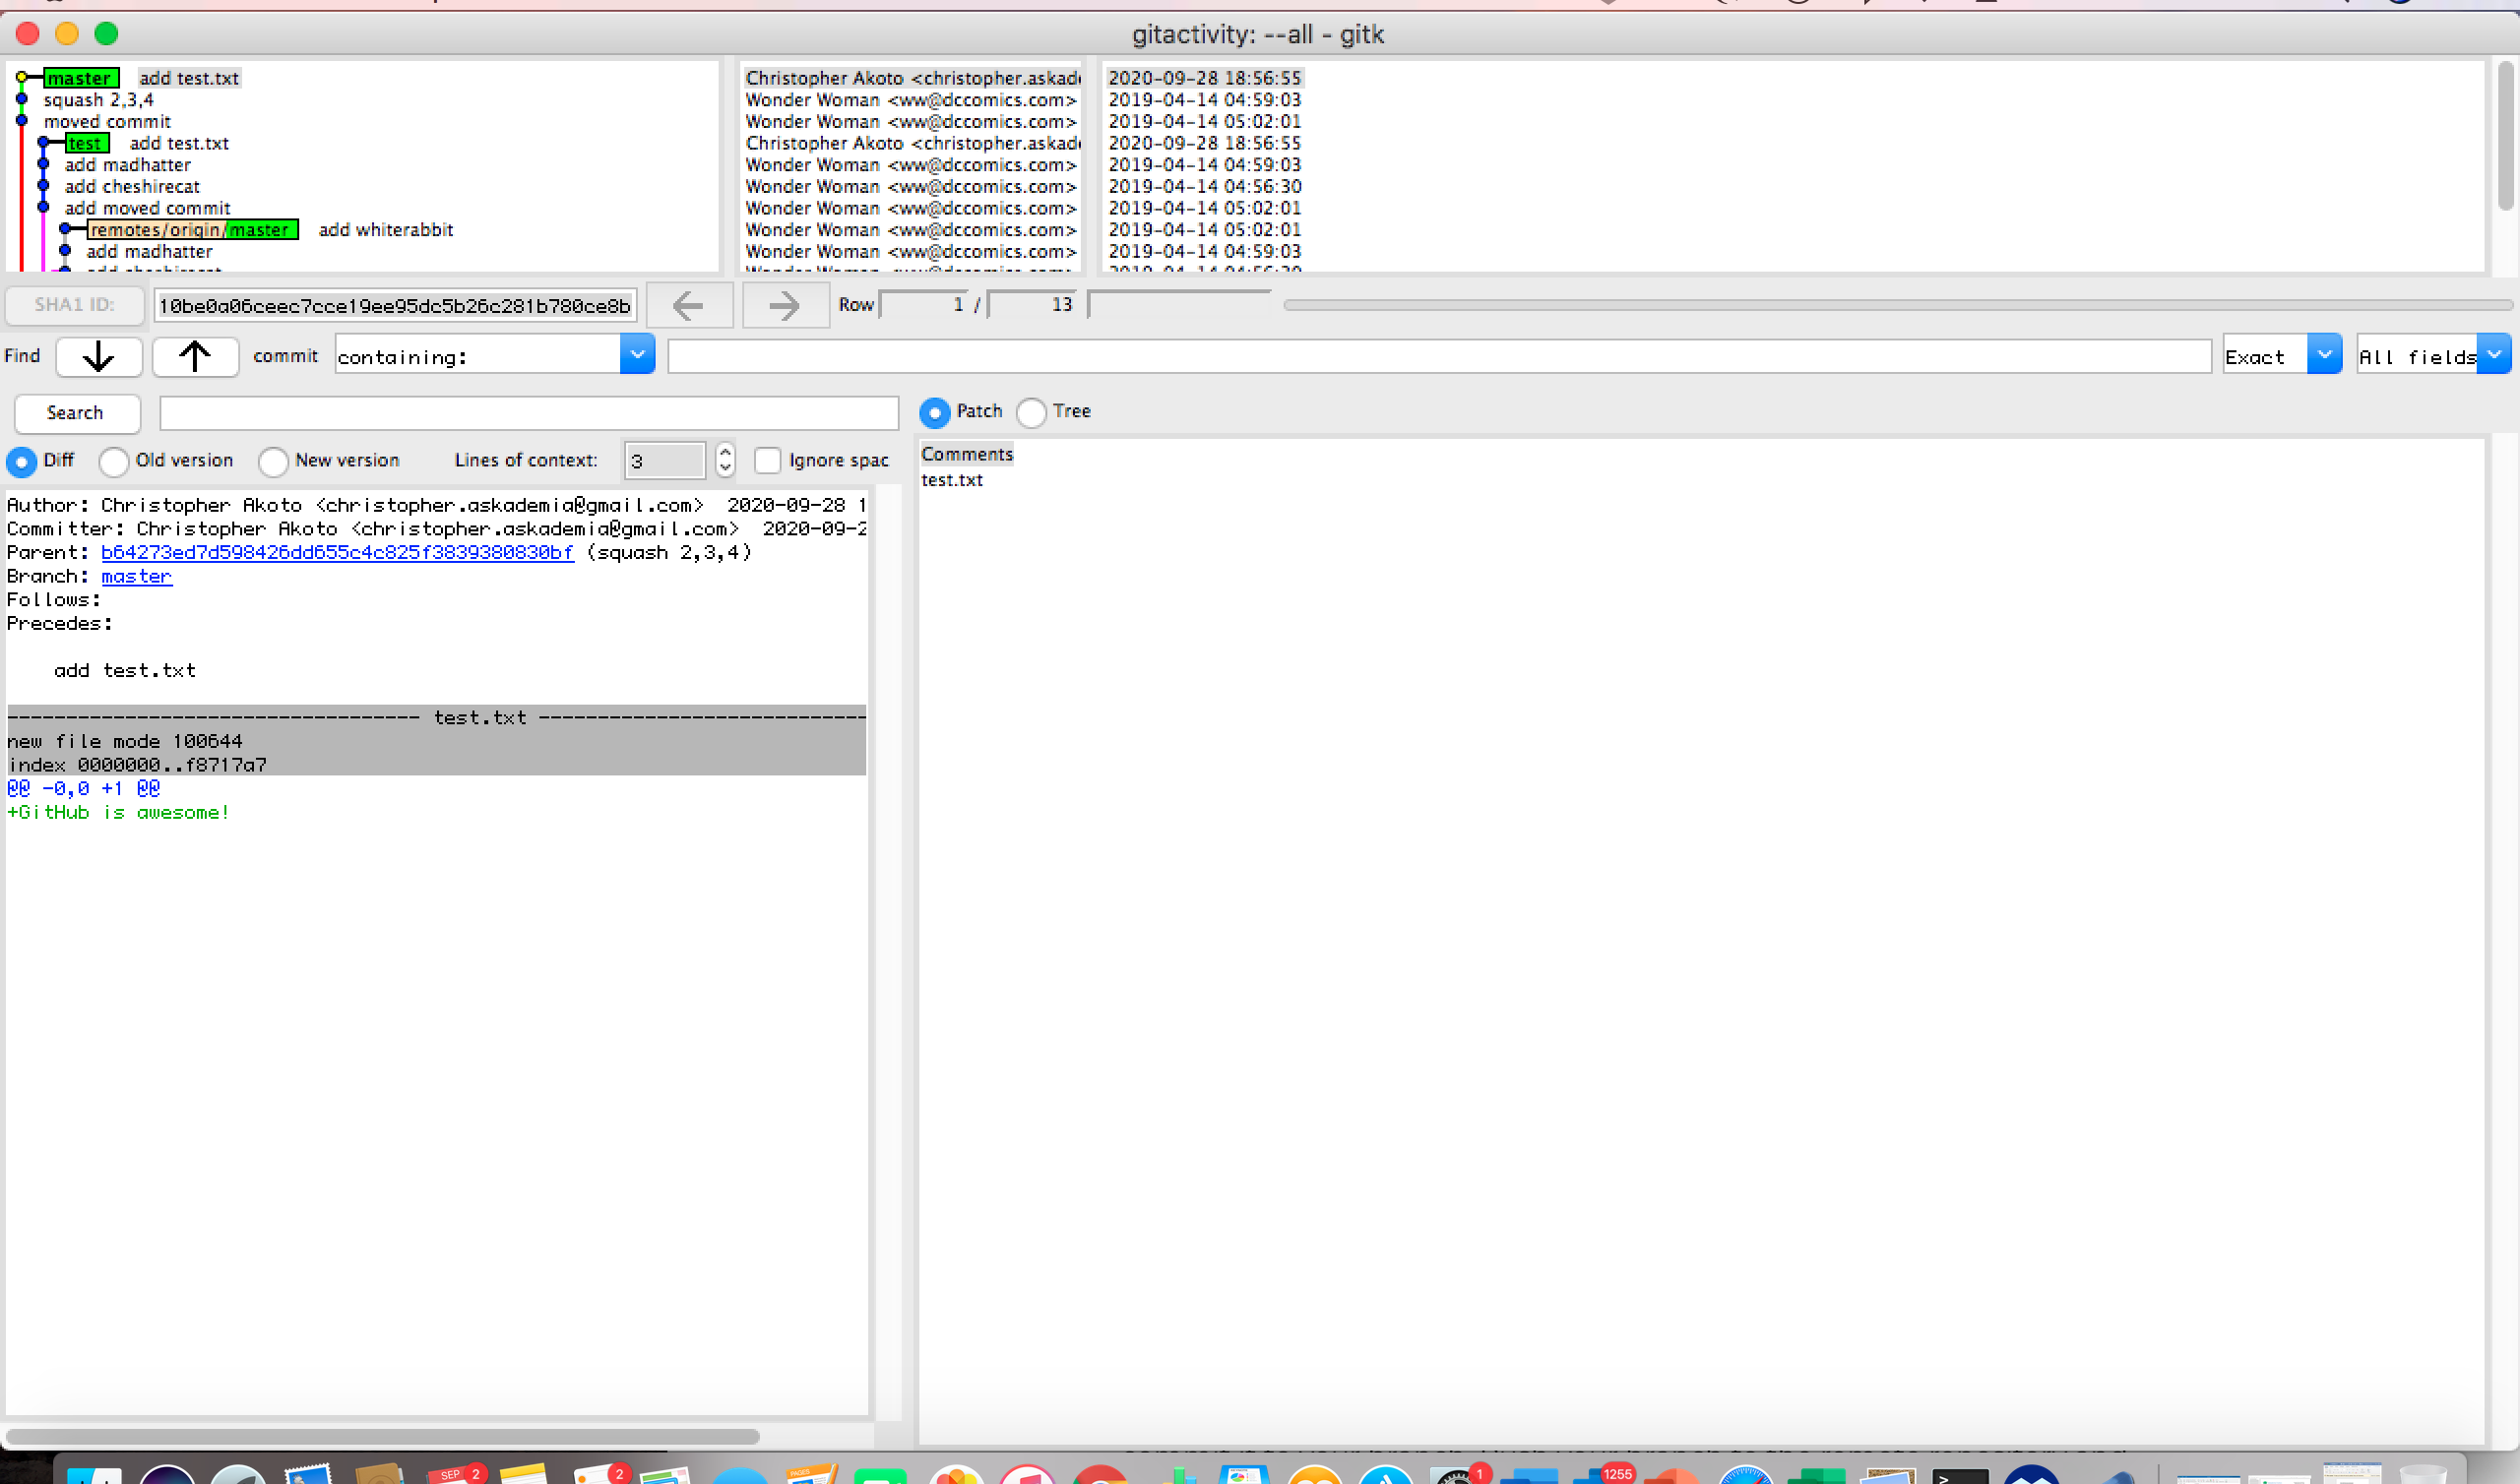 gitactivity: --all - gitk
master add test.txt Christopher Akoto <christopher.askad 2020-09-28 18:56:55
squash 2,3,4 Wonder Woman <ww@dccomics.com> 2019-04-14 04:59:03
moved commit Wonder Woman <ww@dccomics.com> 2019-04-14 05:02:01
test add test.txt Christopher Akoto <christopher.askad 2020-09-28 18:56:55
add madhatter Wonder Woman <ww@dccomics.com> 2019-04-14 04:59:03
add cheshirecat Wonder Woman <ww@dccomics.com> 2019-04-14 04:56:30
add moved commit Wonder Woman <ww@dccomics.com> 2019-04-14 05:02:01
remotes/origin/master add whiterabbit Wonder Woman <ww@dccomics.com> 2019-04-14 05:02:01
add madhatter Wonder Woman <ww@dccomics.com> 2019-04-14 04:59:03
SHA1 ID: 10be0a06ceec7cce19ee95dc5b26c281b780ce8b Row 1 / 13
Find commit containing: Exact All fields
Search Patch Tree
Diff Old version New version Lines of context: 3 Ignore spac
Comments
test.txt
Author: Christopher Akoto <christopher.askademia@gmail.com> 2020-09-28 1
Committer: Christopher Akoto <christopher.askademia@gmail.com> 2020-09-2
Parent: b64273ed7d598426dd655c4c825f3839380830bf (squash 2,3,4)
Branch: master
Follows:
Precedes:
add test.txt
----------------------------------- test.txt ----------------------------
new file mode 100644
index 0000000..f8717a7
@@ -0,0 +1 @@
+GitHub is awesome!
SEP 2 2 PAGES 1 1255